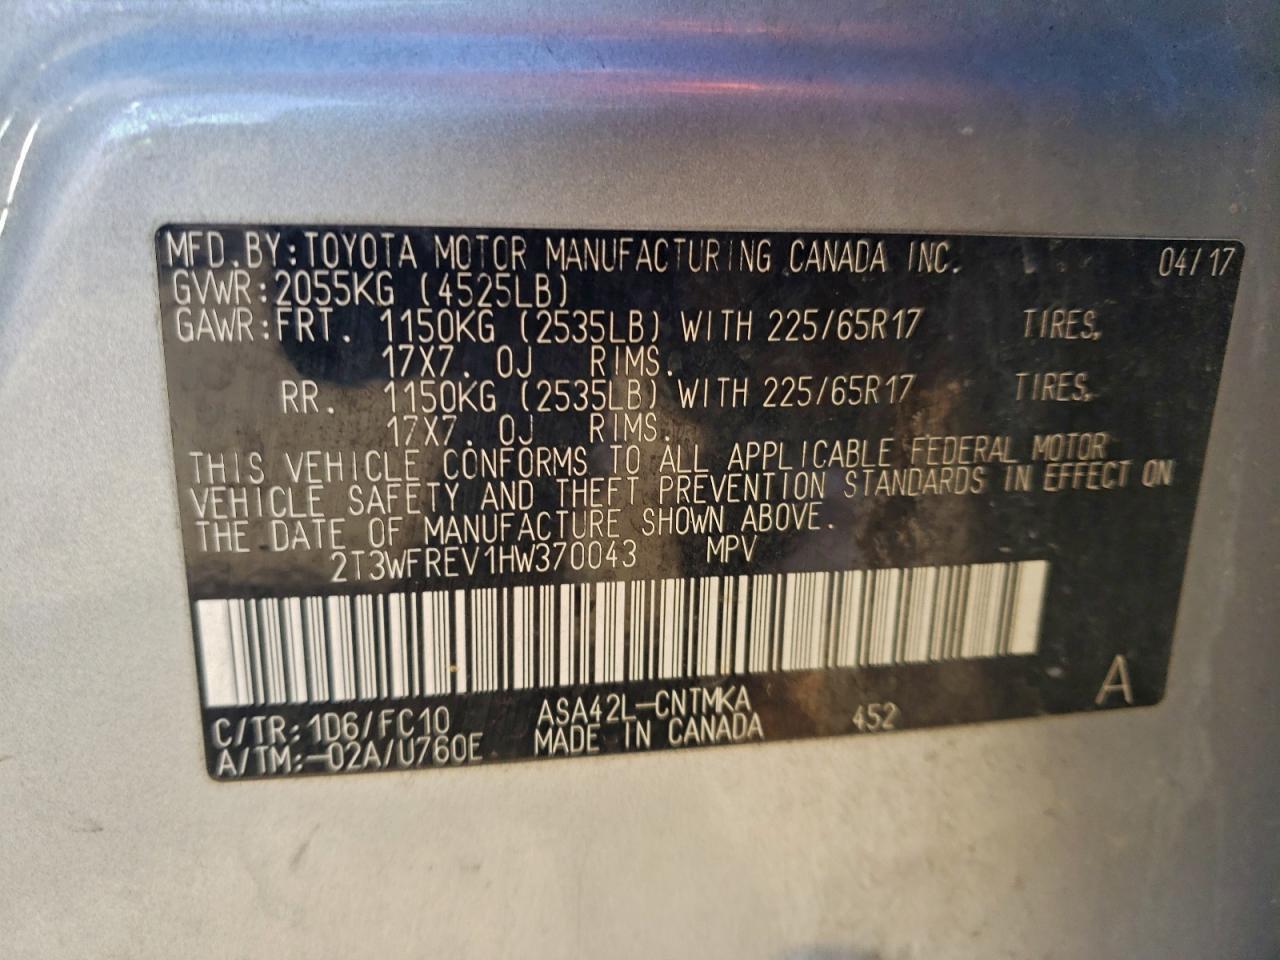 MFD. BY: TOYOTA MOTOR MANUFACTURING CANADA INC. 04/17
GVWR: 2055KG (4525LB)
GAWR: FRT. 1150KG (2535LB) WITH 225/65R17 TIRES,
17X7. 0J RIMS.
RR. 1150KG (2535LB) WITH 225/65R17 TIRES,
17X7. 0J RIMS.
THIS VEHICLE CONFORMS TO ALL APPLICABLE FEDERAL MOTOR
VEHICLE SAFETY AND THEFT PREVENTION STANDARDS IN EFFECT ON
THE DATE OF MANUFACTURE SHOWN ABOVE.
2T3WFREV1HW370043 MPV
A
C/TR: 1D6/FC10 ASA42L-CNTMKA 452
A/TM: -02A/U760E MADE IN CANADA